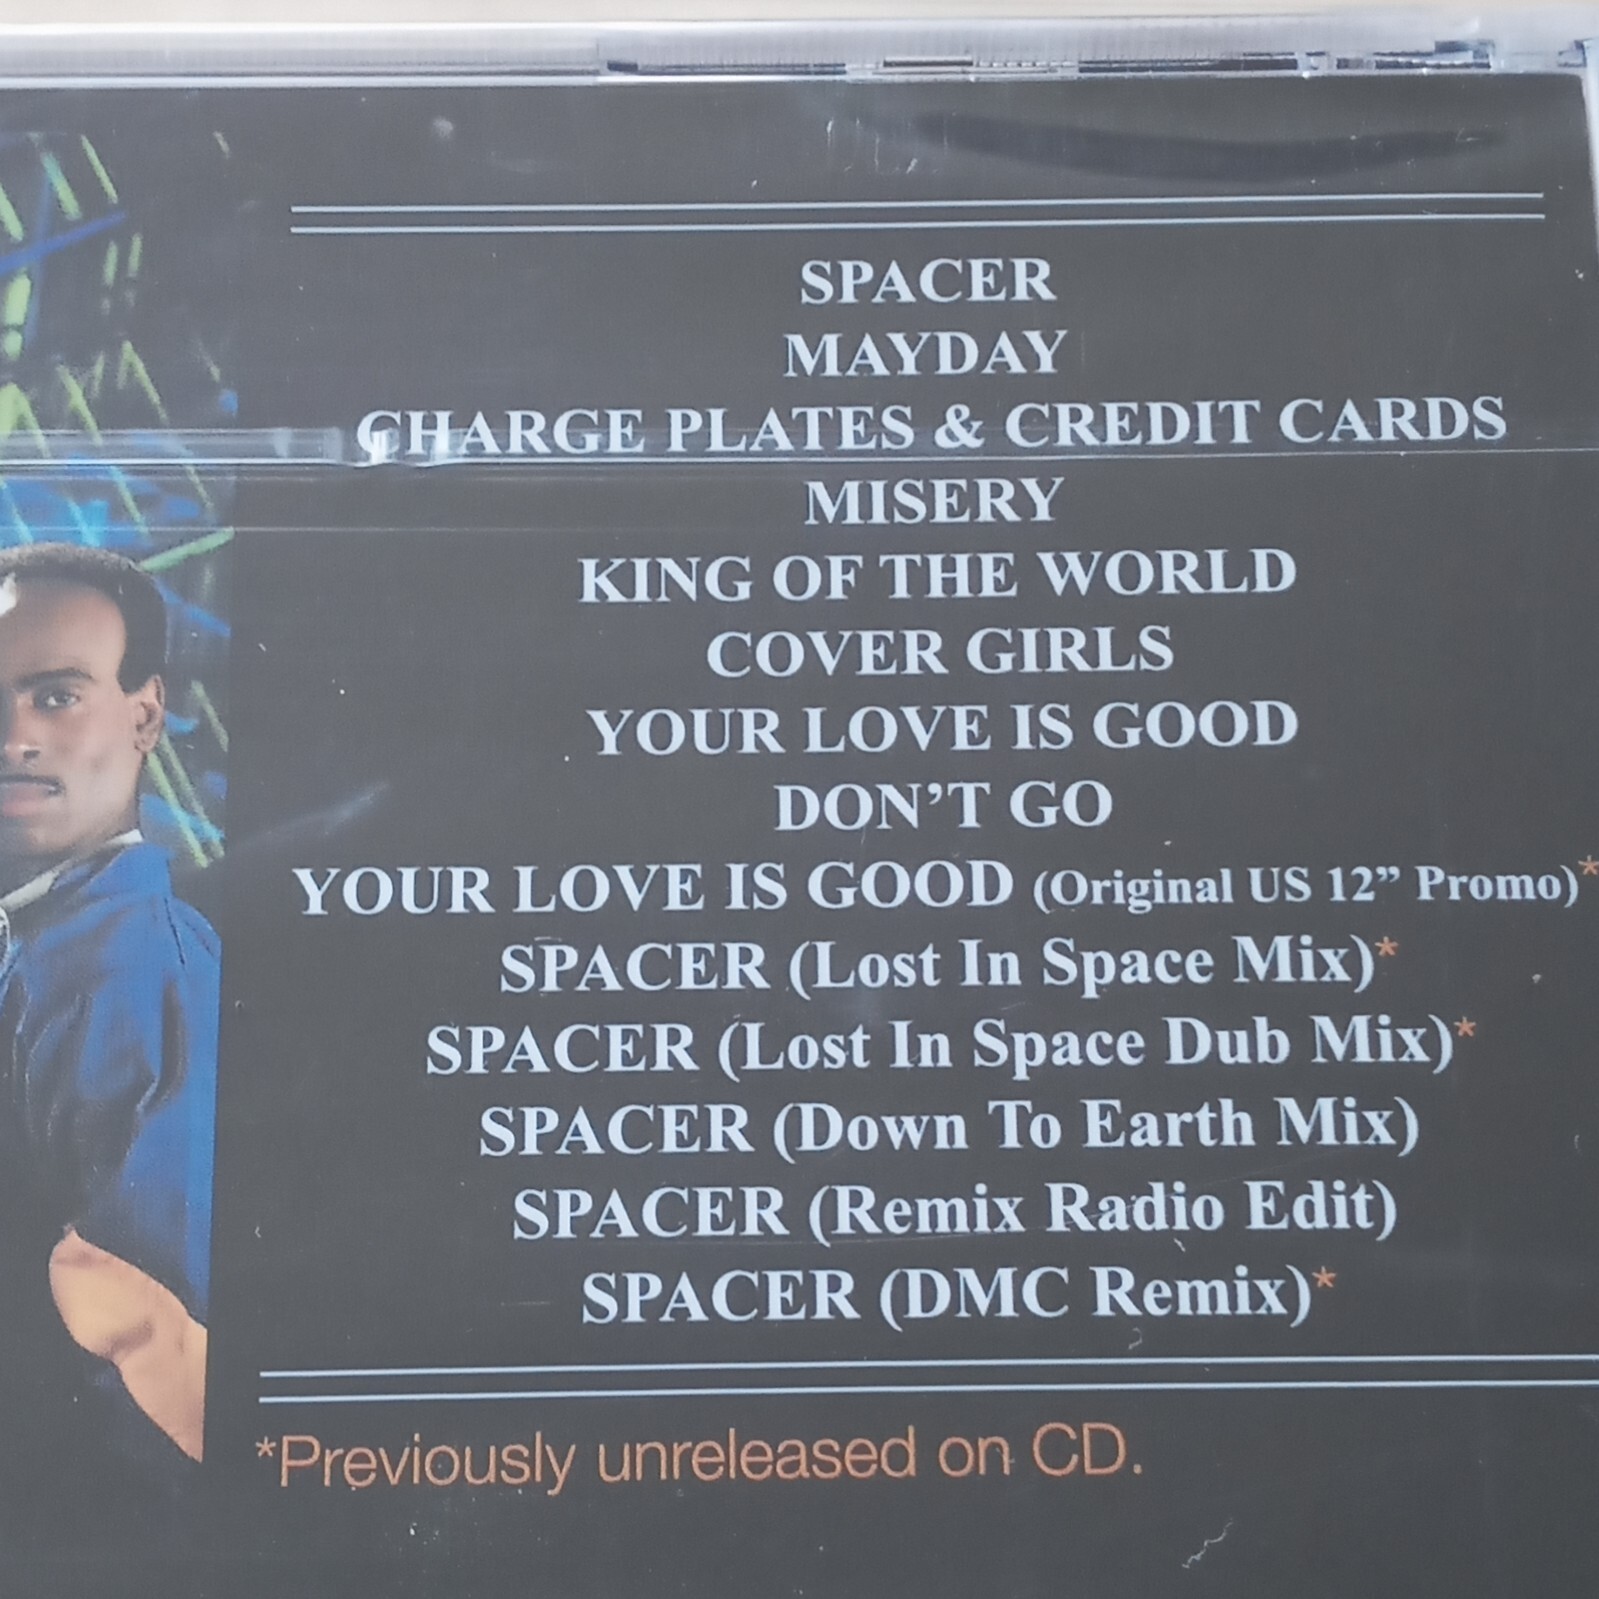 SPACER
MAYDAY
CHARGE PLATES & CREDIT CARDS
MISERY
KING OF THE WORLD
COVER GIRLS
YOUR LOVE IS GOOD
DON’T GO
YOUR LOVE IS GOOD (Original US 12” Promo)*
SPACER (Lost In Space Mix)*
SPACER (Lost In Space Dub Mix)*
SPACER (Down To Earth Mix)
SPACER (Remix Radio Edit)
SPACER (DMC Remix)*
*Previously unreleased on CD.